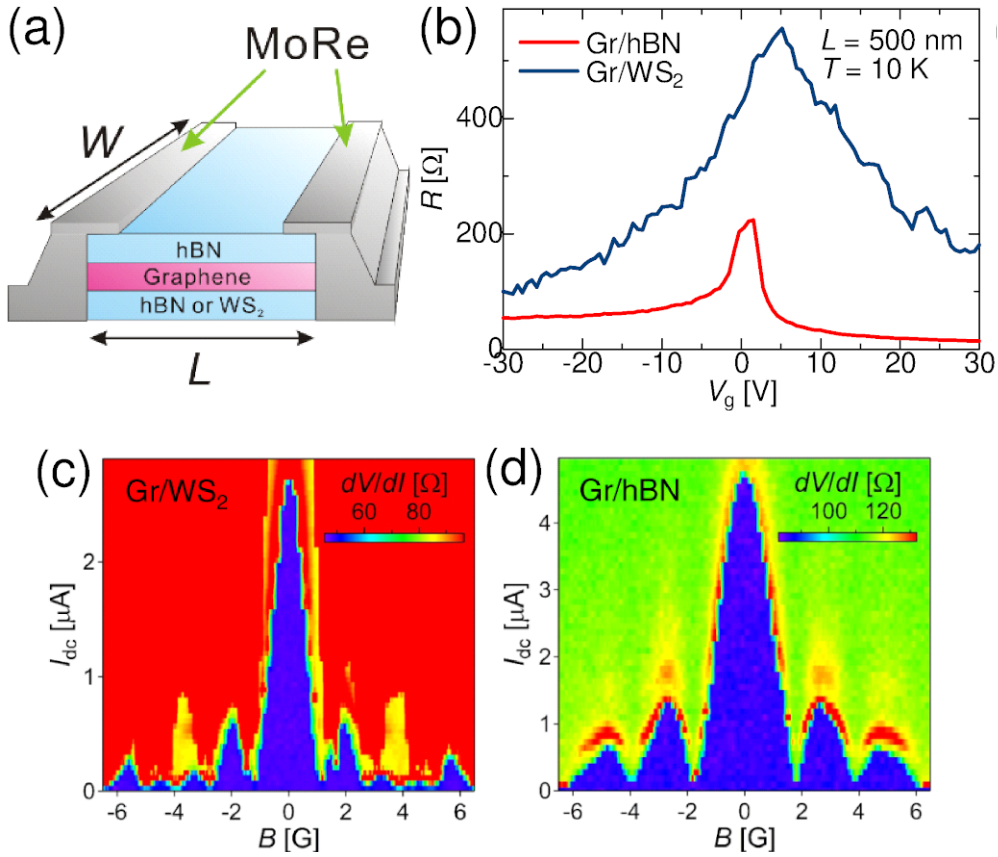 (a)
MoRe
W
hBN
Graphene
hBN or WS₂
L
(b)
Gr/hBN
Gr/WS₂
L = 500 nm
T = 10 K
R [Ω]
400
200
0
-30 -20 -10 0 10 20 30
Vg [V]
(c)
Gr/WS₂
dV/dI [Ω]
60 80
Idc [µA]
2
1
0
-6 -4 -2 0 2 4 6
B [G]
(d)
Gr/hBN
dV/dI [Ω]
100 120
Idc [µA]
4
3
2
1
0
-6 -4 -2 0 2 4 6
B [G]